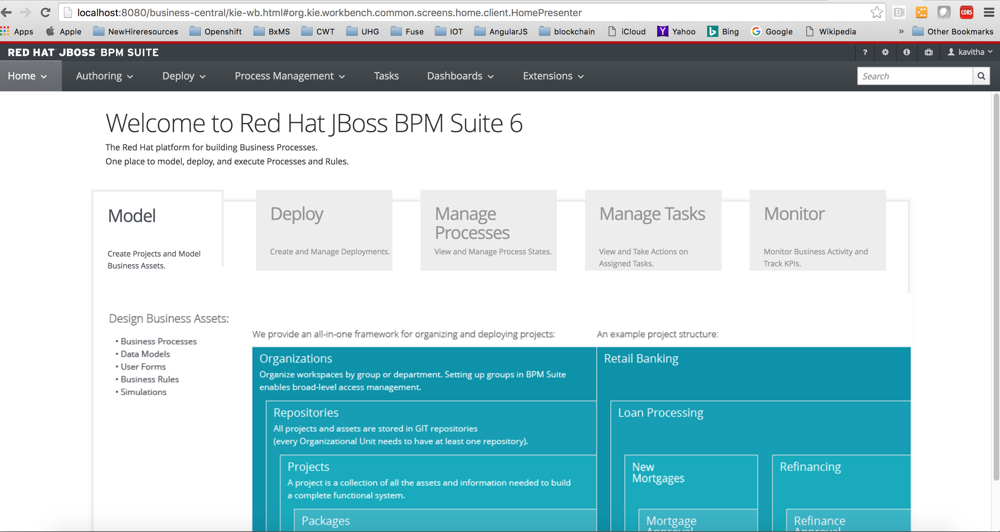 localhost:8080/business-central/kie-wb.html#org.kie.workbench.common.screens.home.client.HomePresenter
CORS
Apps Apple NewHireresources Openshift BxMS CWT UHG Fuse IOT AngularJS blockchain iCloud Yahoo Bing Google Wikipedia » Other Bookmarks
RED HAT JBOSS BPM SUITE
? kavitha
Home Authoring Deploy Process Management Tasks Dashboards Extensions
Search
Welcome to Red Hat JBoss BPM Suite 6
The Red Hat platform for building Business Processes.
One place to model, deploy, and execute Processes and Rules.
Model
Create Projects and Model
Business Assets.
Deploy
Create and Manage Deployments.
Manage
Processes
View and Manage Process States.
Manage Tasks
View and Take Actions on
Assigned Tasks.
Monitor
Monitor Business Activity and
Track KPIs.
Design Business Assets:
• Business Processes
• Data Models
• User Forms
• Business Rules
• Simulations
We provide an all-in-one framework for organizing and deploying projects:
Organizations
Organize workspaces by group or department. Setting up groups in BPM Suite
enables broad-level access management.
Repositories
All projects and assets are stored in GIT repositories
(every Organizational Unit needs to have at least one repository).
Projects
A project is a collection of all the assets and information needed to build
a complete functional system.
Packages
An example project structure:
Retail Banking
Loan Processing
New
Mortgages
Mortgage
Approval
Refinancing
Refinance
Approval